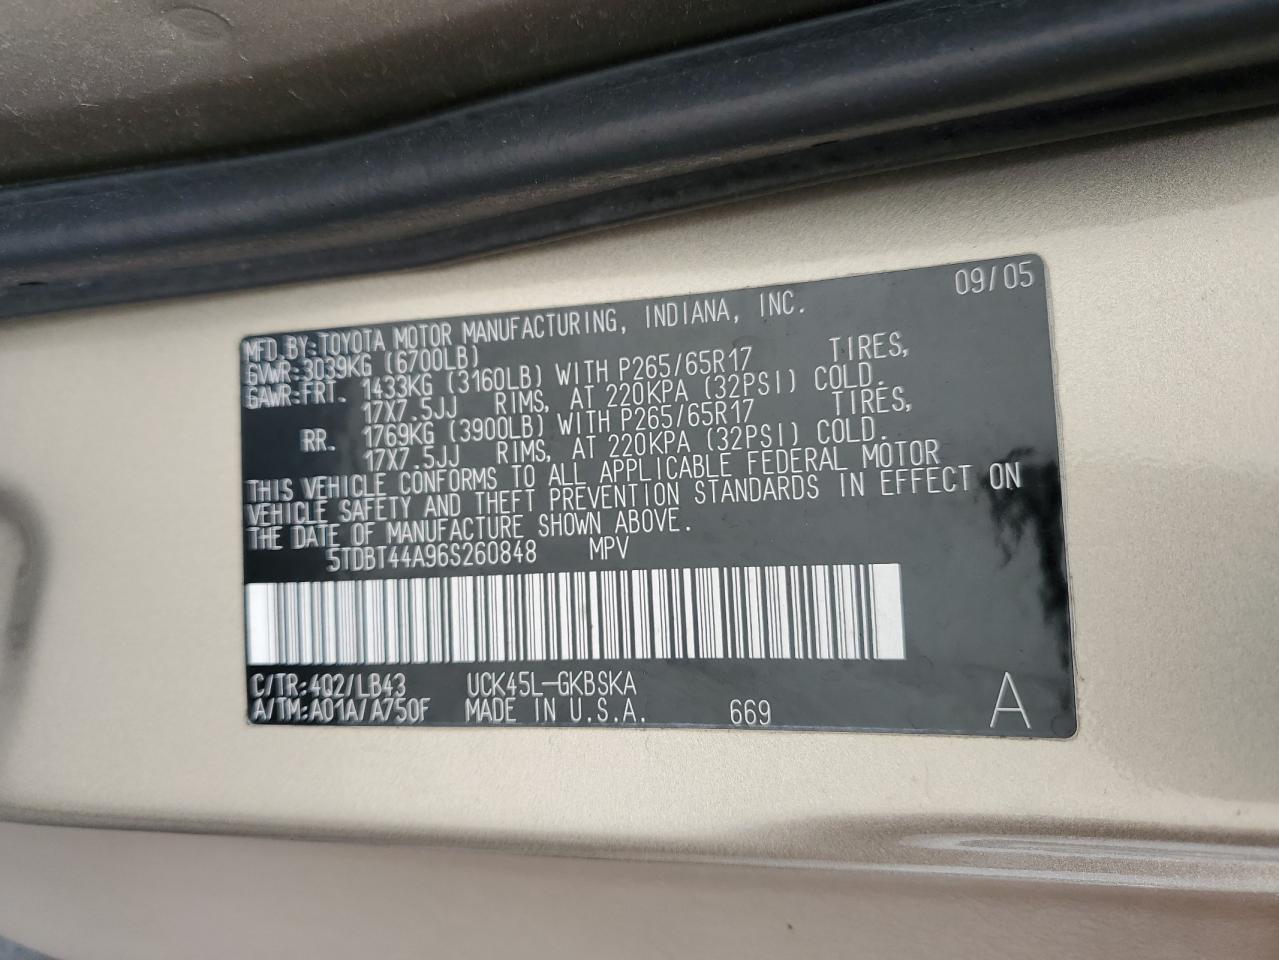 09/05
MFD.BY:TOYOTA MOTOR MANUFACTURING, INDIANA, INC.
GVWR:3039KG (6700LB)
GAWR:FRT. 1433KG (3160LB) WITH P265/65R17 TIRES,
17X7.5JJ RIMS, AT 220KPA (32PSI) COLD.
RR. 1769KG (3900LB) WITH P265/65R17 TIRES,
17X7.5JJ RIMS, AT 220KPA (32PSI) COLD.
THIS VEHICLE CONFORMS TO ALL APPLICABLE FEDERAL MOTOR
VEHICLE SAFETY AND THEFT PREVENTION STANDARDS IN EFFECT ON
THE DATE OF MANUFACTURE SHOWN ABOVE.
5TDBT44A96S260848 MPV
C/TR:4Q2/LB43 UCK45L-GKBSKA
A/TM:A01A/A750F MADE IN U.S.A. 669 A